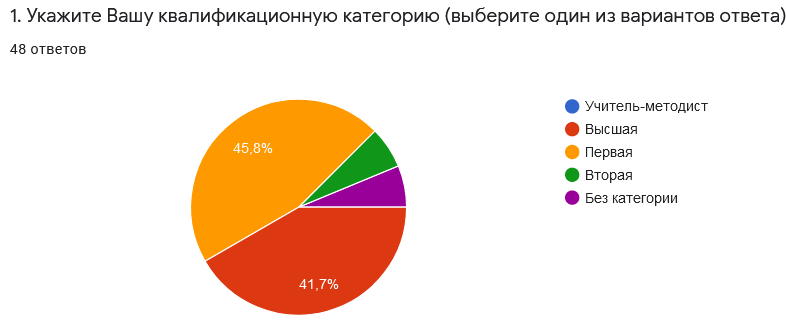 1. Укажите Вашу квалификационную категорию (выберите один из вариантов ответа)
48 ответов
45,8%
41,7%
Учитель-методист
Высшая
Первая
Вторая
Без категории